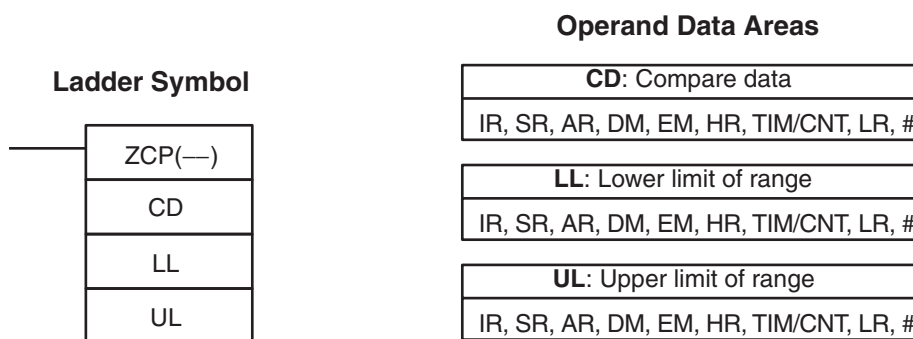 Operand Data Areas
Ladder Symbol
ZCP(––)
CD
LL
UL
CD: Compare data
IR, SR, AR, DM, EM, HR, TIM/CNT, LR, #
LL: Lower limit of range
IR, SR, AR, DM, EM, HR, TIM/CNT, LR, #
UL: Upper limit of range
IR, SR, AR, DM, EM, HR, TIM/CNT, LR, #